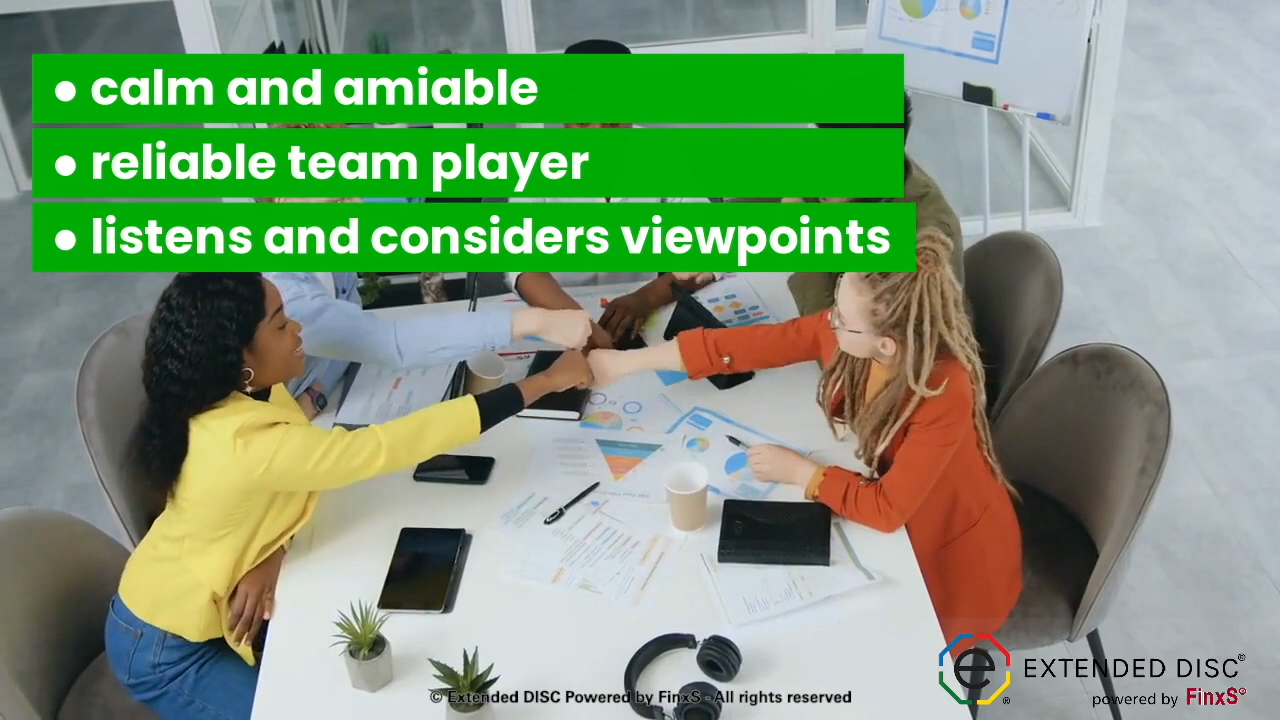 ● calm and amiable
● reliable team player
● listens and considers viewpoints
e ®
EXTENDED DISC®
powered by FinxS®
© Extended DISC Powered by FinxS - All rights reserved